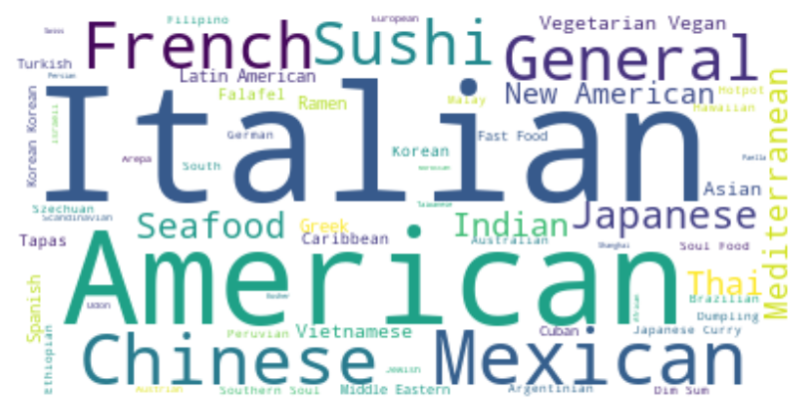 Filipino
European
Swiss
French
Sushi
Vegetarian Vegan
General
Turkish
Persian
Latin American
Italian
Falafel
Ramen
Malay
New American
Hotpot
Hawaiian
Mediterranean
Korean Korean
Israeli
German
Fast Food
Arepa
South
Korean
Moroccan
Paella
Asian
Szechuan
Scandinavian
Taiwanese
Japanese
Seafood
Greek
Indian
Tapas
Caribbean
Australian
Shanghai
Soul Food
American
Thai
Spanish
Udon
Kosher
Brazilian
Dumpling
Peruvian
Vietnamese
Cuban
Japanese Curry
Chinese
Mexican
Ethiopian
Jewish
Austrian
Southern Soul
Middle Eastern
Argentinian
Dim Sum